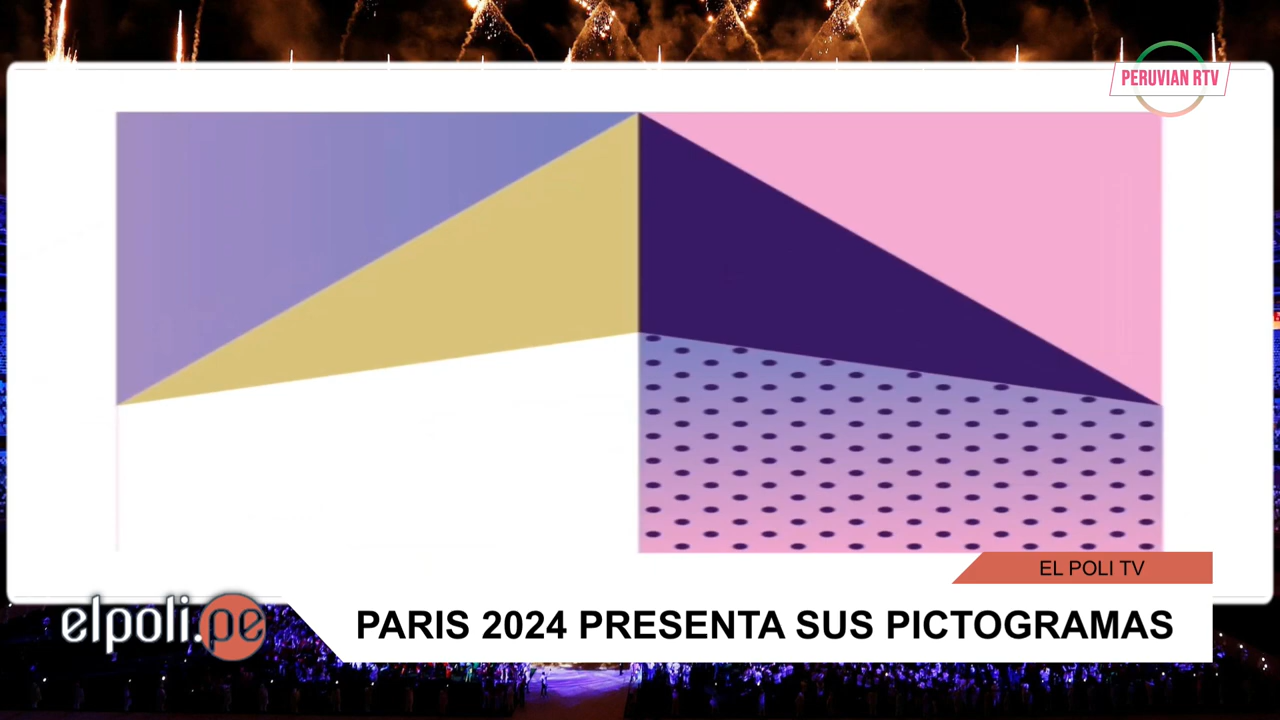 PERUVIAN RTV
EL POLI TV
elpoli.pe
PARIS 2024 PRESENTA SUS PICTOGRAMAS